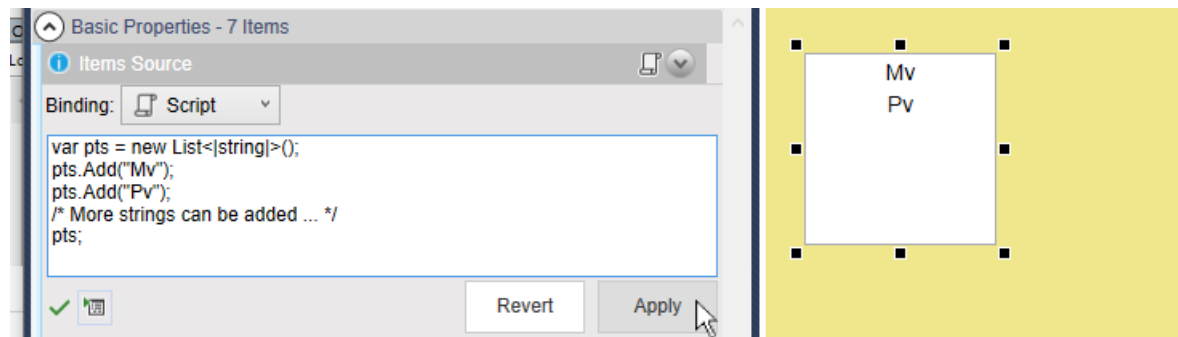 Basic Properties - 7 Items
Items Source
Binding: Script
var pts = new List<|string|>();
pts.Add("Mv");
pts.Add("Pv");
/* More strings can be added ... */
pts;
Revert Apply
Mv
Pv